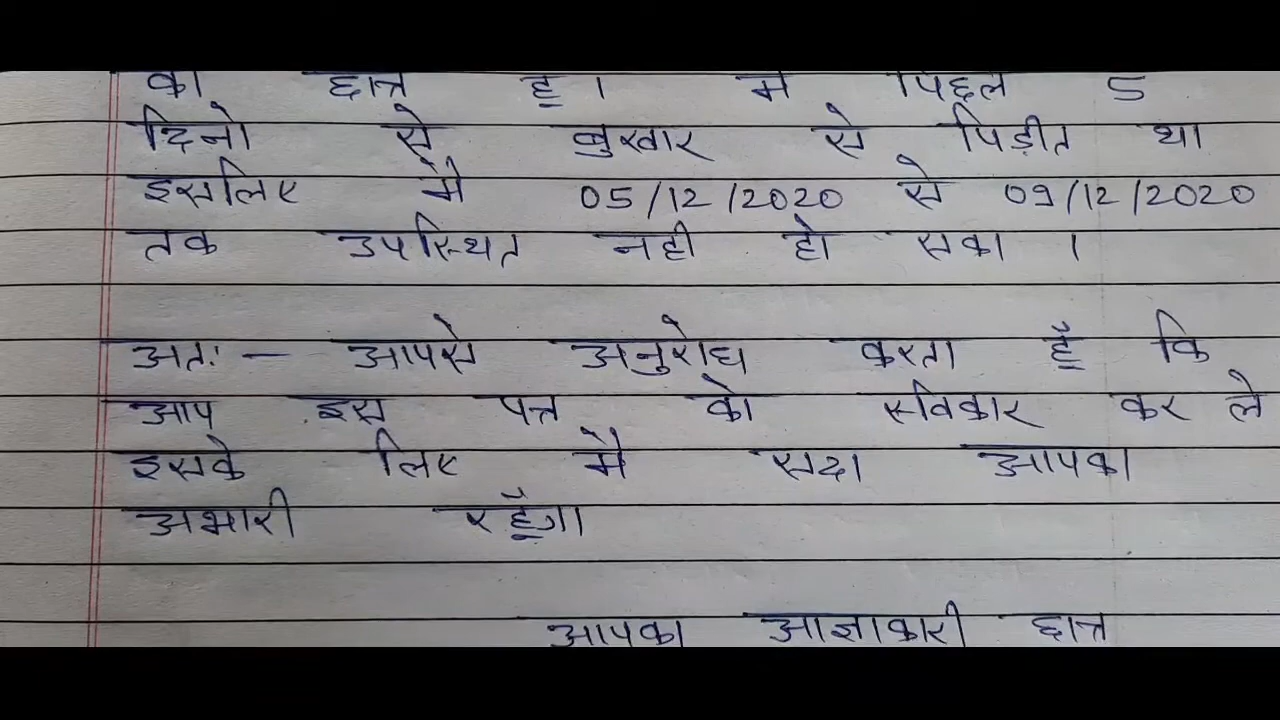 का छात्र हूं। मैं पिछले 5
दिनो से बुखार से पिड़ीत था
इसलिए मैं 05/12/2020 से 09/12/2020
तक उपस्थित नही हो सका ।
अतः - आपसे अनुरोध करता हूँ कि
आप इस पत्र को स्विकार कर ले
इसके लिए मैं सदा आपका
अभारी रहूँगा
आपका आज्ञाकारी छात्र